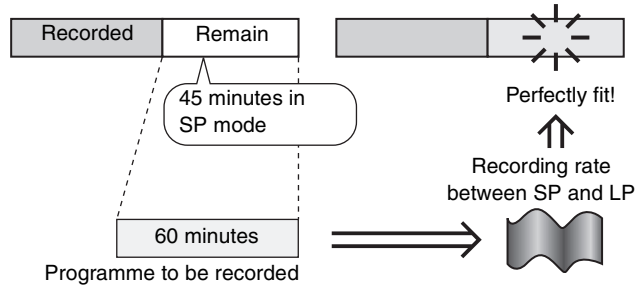 Recorded
Remain
45 minutes in
SP mode
60 minutes
Programme to be recorded
Perfectly fit!
Recording rate
between SP and LP